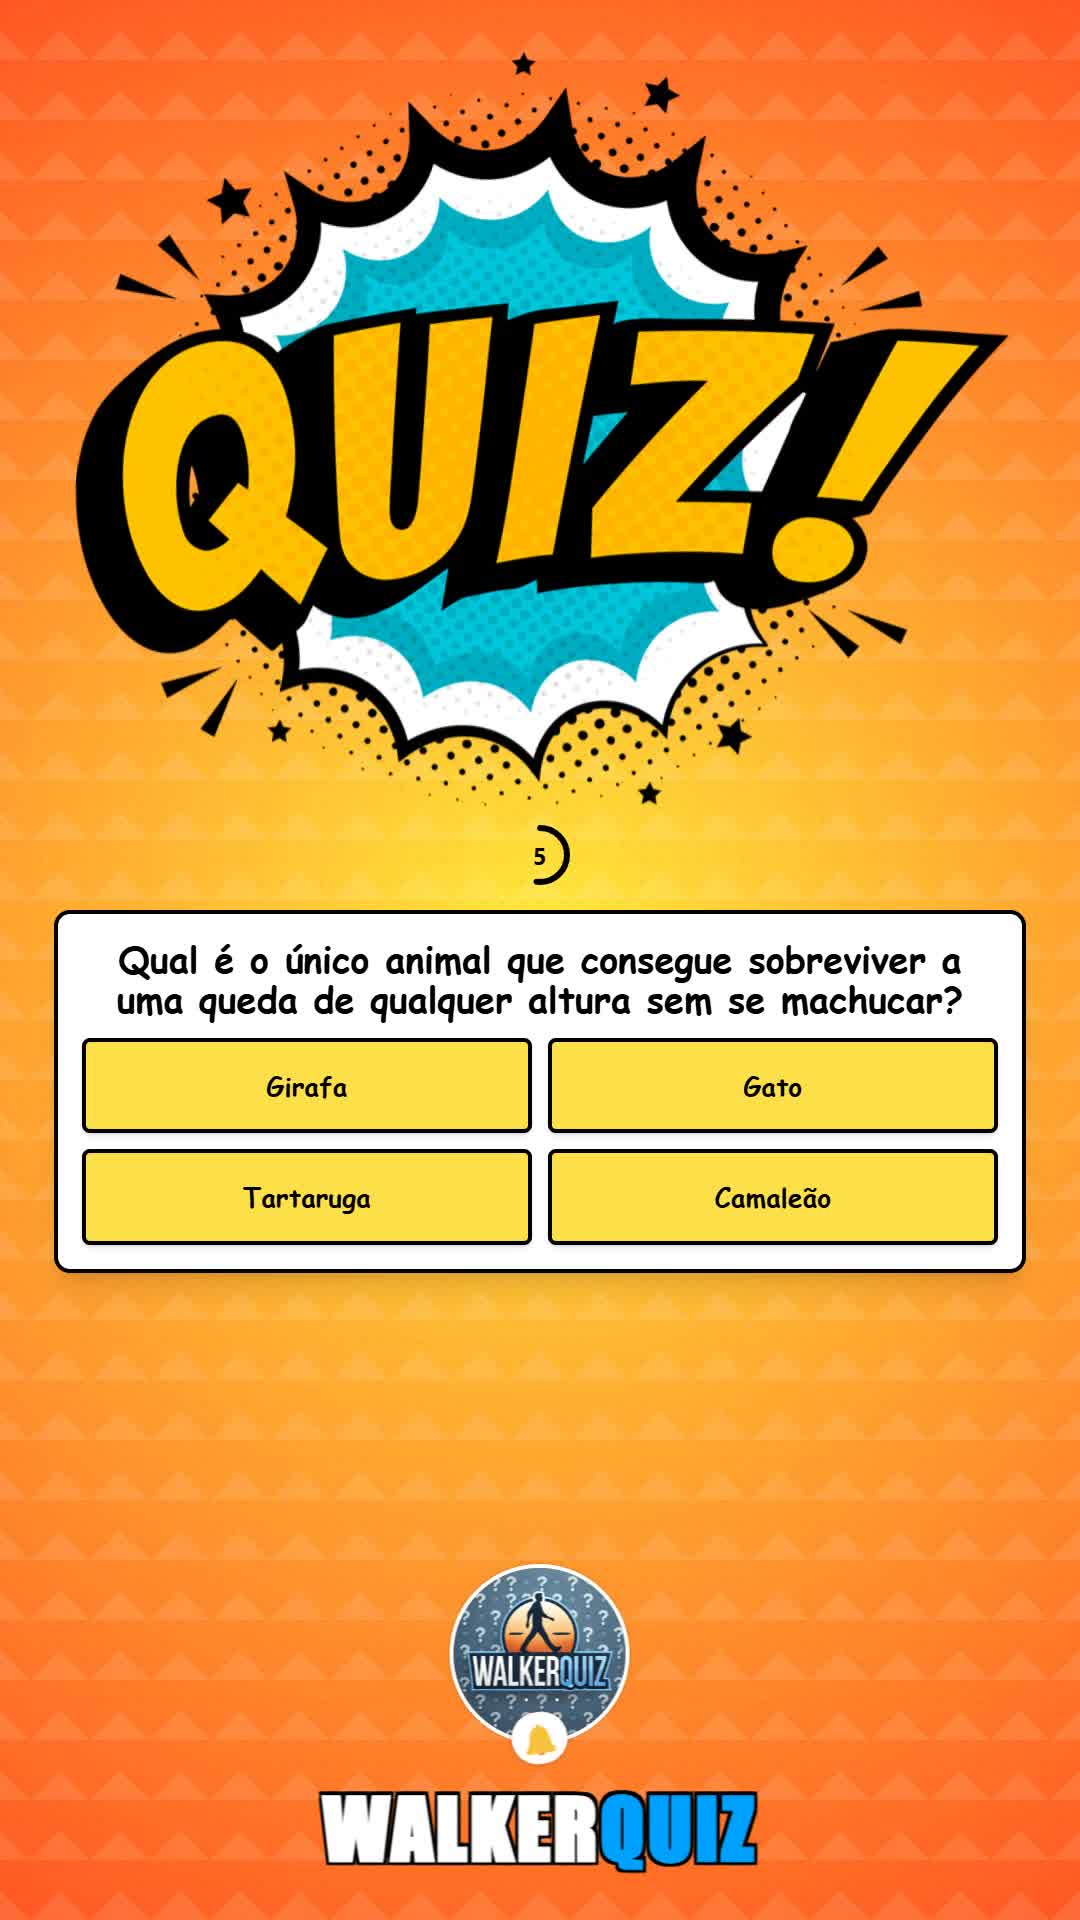 QUIZ!
5
Qual é o único animal que consegue sobreviver a
uma queda de qualquer altura sem se machucar?
Girafa
Gato
Tartaruga
Camaleão
WALKERQUIZ
WALKERQUIZ